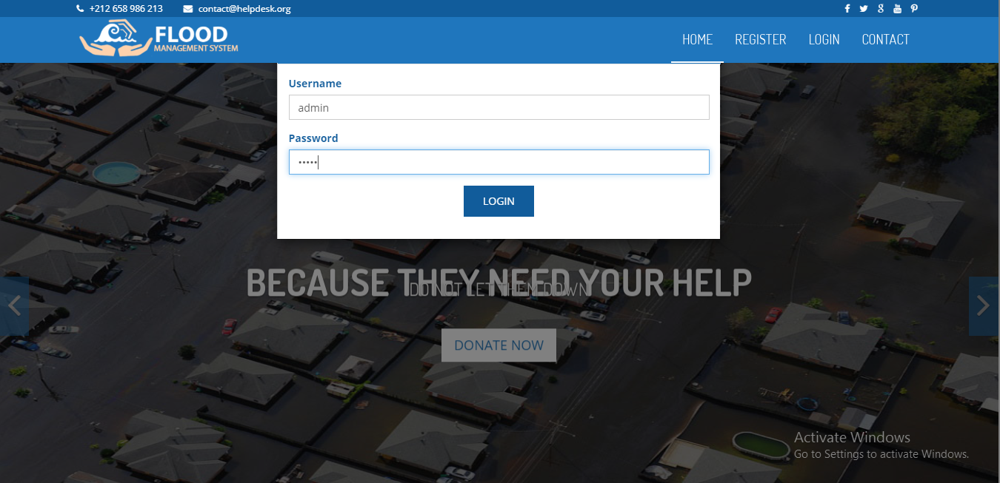 +212 658 986 213 contact@helpdesk.org
FLOOD
MANAGEMENT SYSTEM
HOME REGISTER LOGIN CONTACT
Username
admin
Password
•••••
LOGIN
BECAUSE THEY NEED YOUR HELP
DO NOT LET THEM DOWN
DONATE NOW
Activate Windows
Go to Settings to activate Windows.